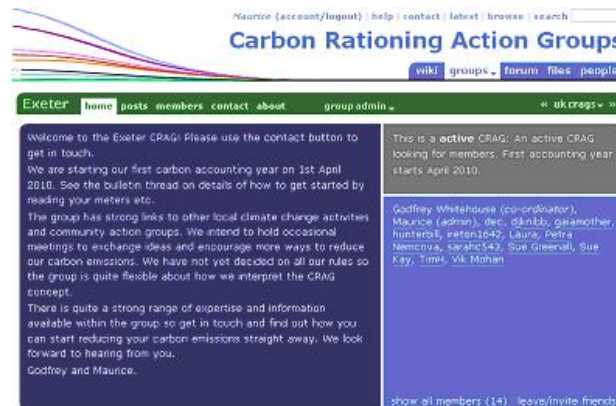 Maurice (account/logout) | help | contact | latest | browse | search
Carbon Rationing Action Groups
wiki groups forum files people
Exeter home posts members contact about group admin « ukcrags »
Welcome to the Exeter CRAG! Please use the contact button to
get in touch.
We are starting our first carbon accounting year on 1st April
2010. See the bulletin thread on details of how to get started by
reading your meters etc.
The group has strong links to other local climate change activities
and community action groups. We intend to hold occasional
meetings to exchange ideas and encourage more ways to reduce
our carbon emissions. We have not yet decided on all our rules so
the group is quite flexible about how we interpret the CRAG
concept.
There is quite a strong range of expertise and information
available within the group so get in touch and find out how you
can start reducing your carbon emissions straight away. We look
forward to hearing from you.
Godfrey and Maurice.
This is a active CRAG: An active CRAG
looking for members. First accounting year
starts April 2010.
Godfrey Whitehouse (co-ordinator),
Maurice (admin), dec, djknibb, gaiamother,
hunterbill, ireton1642, Laura, Petra
Nemcova, sarahc543, Sue Greenall, Sue
Kay, TimH, Vik Mohan
show all members (14) leave/invite friends